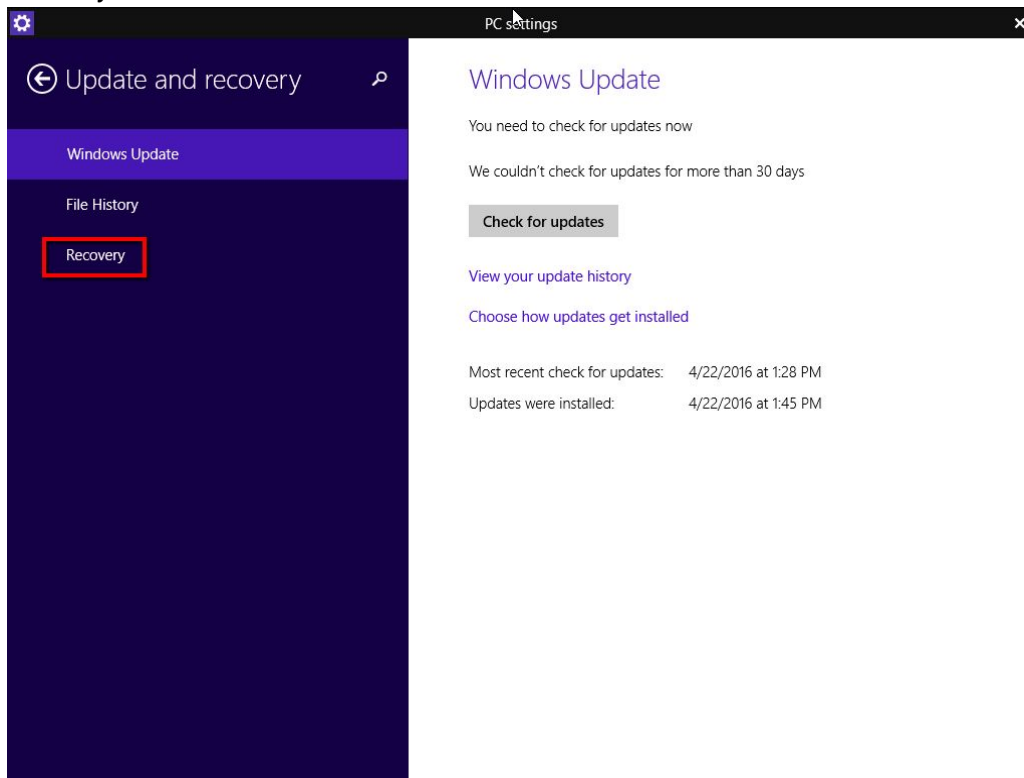 PC settings
Update and recovery
Windows Update
File History
Recovery
Windows Update
You need to check for updates now
We couldn't check for updates for more than 30 days
Check for updates
View your update history
Choose how updates get installed
Most recent check for updates: 4/22/2016 at 1:28 PM
Updates were installed: 4/22/2016 at 1:45 PM